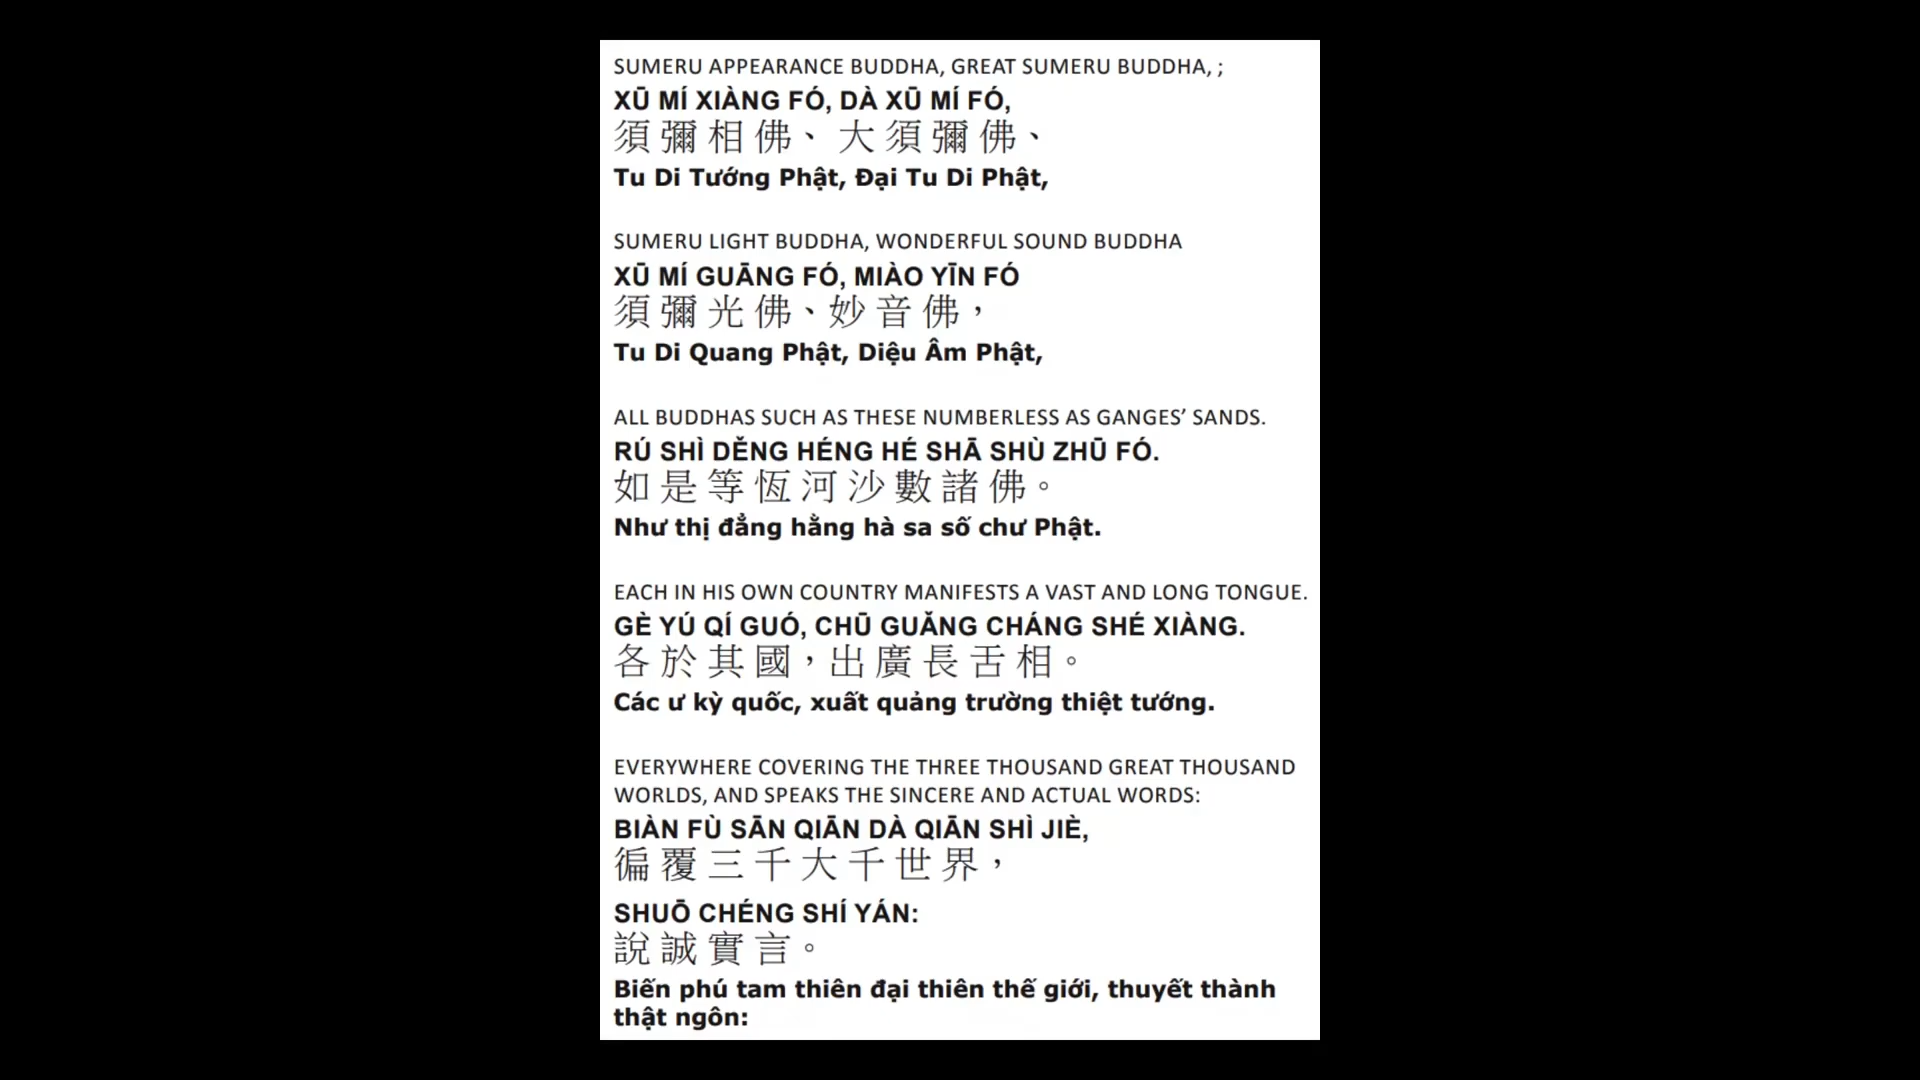 SUMERU APPEARANCE BUDDHA, GREAT SUMERU BUDDHA, ;
XŪ MÍ XIÀNG FÓ, DÀ XŪ MÍ FÓ,
須彌相佛、大須彌佛、
Tu Di Tướng Phật, Đại Tu Di Phật,
SUMERU LIGHT BUDDHA, WONDERFUL SOUND BUDDHA
XŪ MÍ GUĀNG FÓ, MIÀO YĪN FÓ
須彌光佛、妙音佛，
Tu Di Quang Phật, Diệu Âm Phật,
ALL BUDDHAS SUCH AS THESE NUMBERLESS AS GANGES’ SANDS.
RÚ SHÌ DĚNG HÉNG HÉ SHĀ SHÙ ZHŪ FÓ.
如是等恆河沙數諸佛。
Như thị đẳng hằng hà sa số chư Phật.
EACH IN HIS OWN COUNTRY MANIFESTS A VAST AND LONG TONGUE.
GÈ YÚ QÍ GUÓ, CHŪ GUǍNG CHÁNG SHÉ XIÀNG.
各於其國，出廣長舌相。
Các ư kỳ quốc, xuất quảng trường thiệt tướng.
EVERYWHERE COVERING THE THREE THOUSAND GREAT THOUSAND
WORLDS, AND SPEAKS THE SINCERE AND ACTUAL WORDS:
BIÀN FÙ SĀN QIĀN DÀ QIĀN SHÌ JIÈ,
徧覆三千大千世界，
SHUŌ CHÉNG SHÍ YÁN:
說誠實言。
Biến phú tam thiên đại thiên thế giới, thuyết thành
thật ngôn: